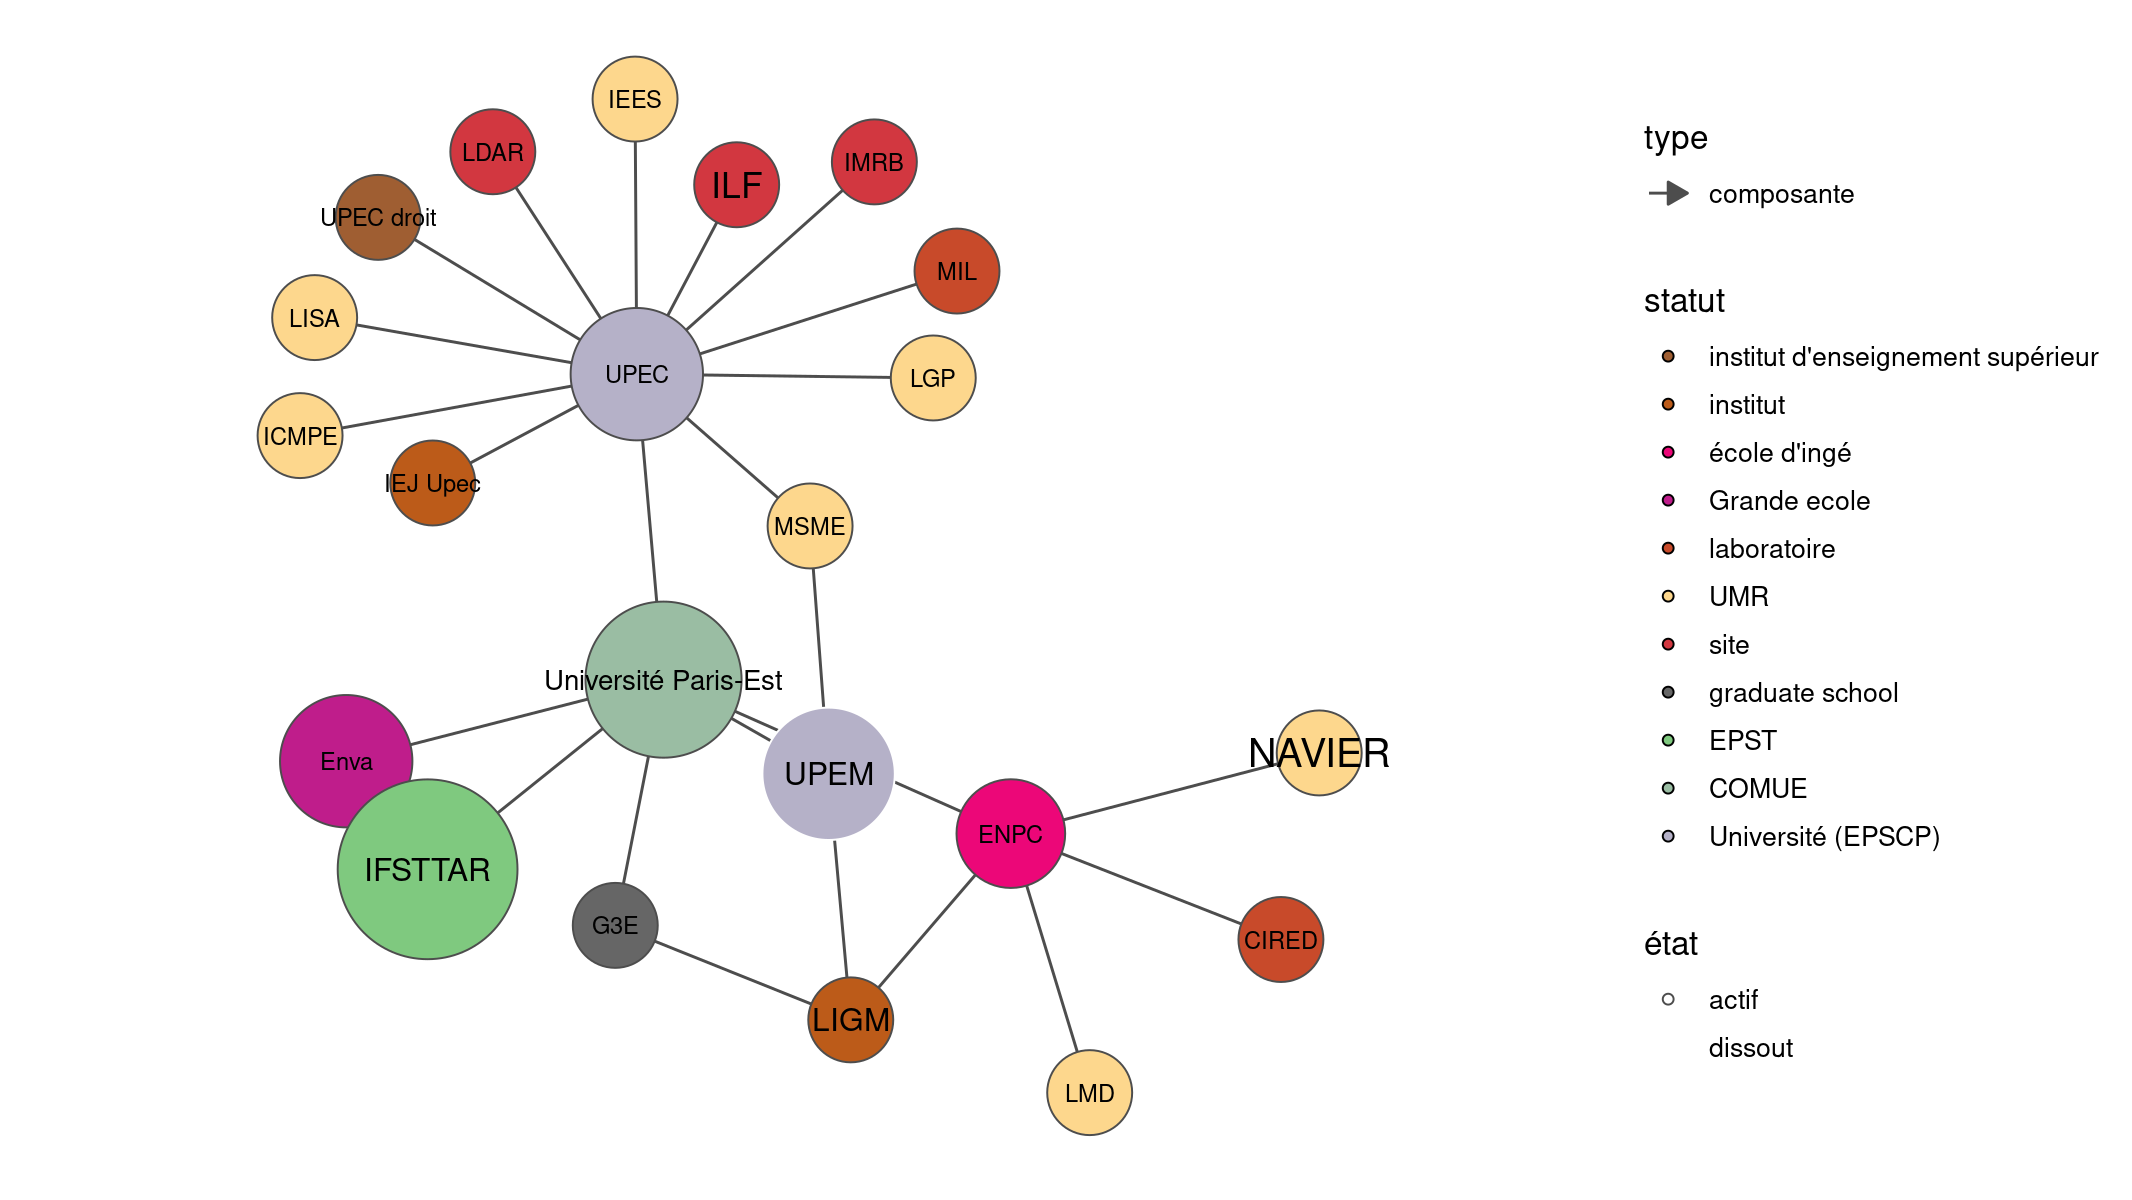 IEES
LDAR
IMRB
ILF
UPEC droit
MIL
LISA
UPEC
LGP
ICMPE
IEJ Upec
MSME
Université Paris-Est
NAVIER
Enva
UPEM
ENPC
IFSTTAR
G3E
CIRED
LIGM
LMD
type
composante
statut
institut d'enseignement supérieur
institut
école d'ingé
Grande ecole
laboratoire
UMR
site
graduate school
EPST
COMUE
Université (EPSCP)
état
actif
dissout